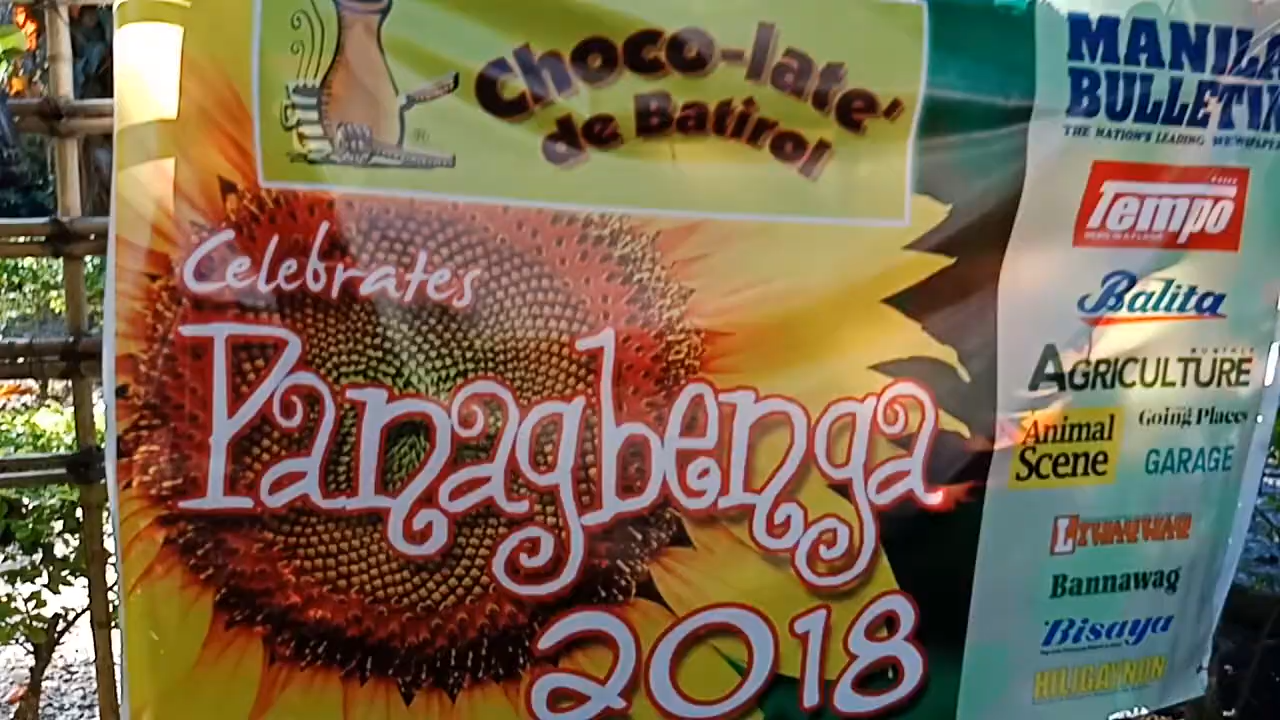 Choco-late'
de Batirol
Celebrates
Panagbenga
2018
MANILA
BULLETIN
THE NATION'S LEADING NEWSPAPER
Tempo
Balita
MONTHLY
AGRICULTURE
Animal
Scene
Going Places
GARAGE
LIWAYWAY
Bannawag
Bisaya
HILIGAYNON